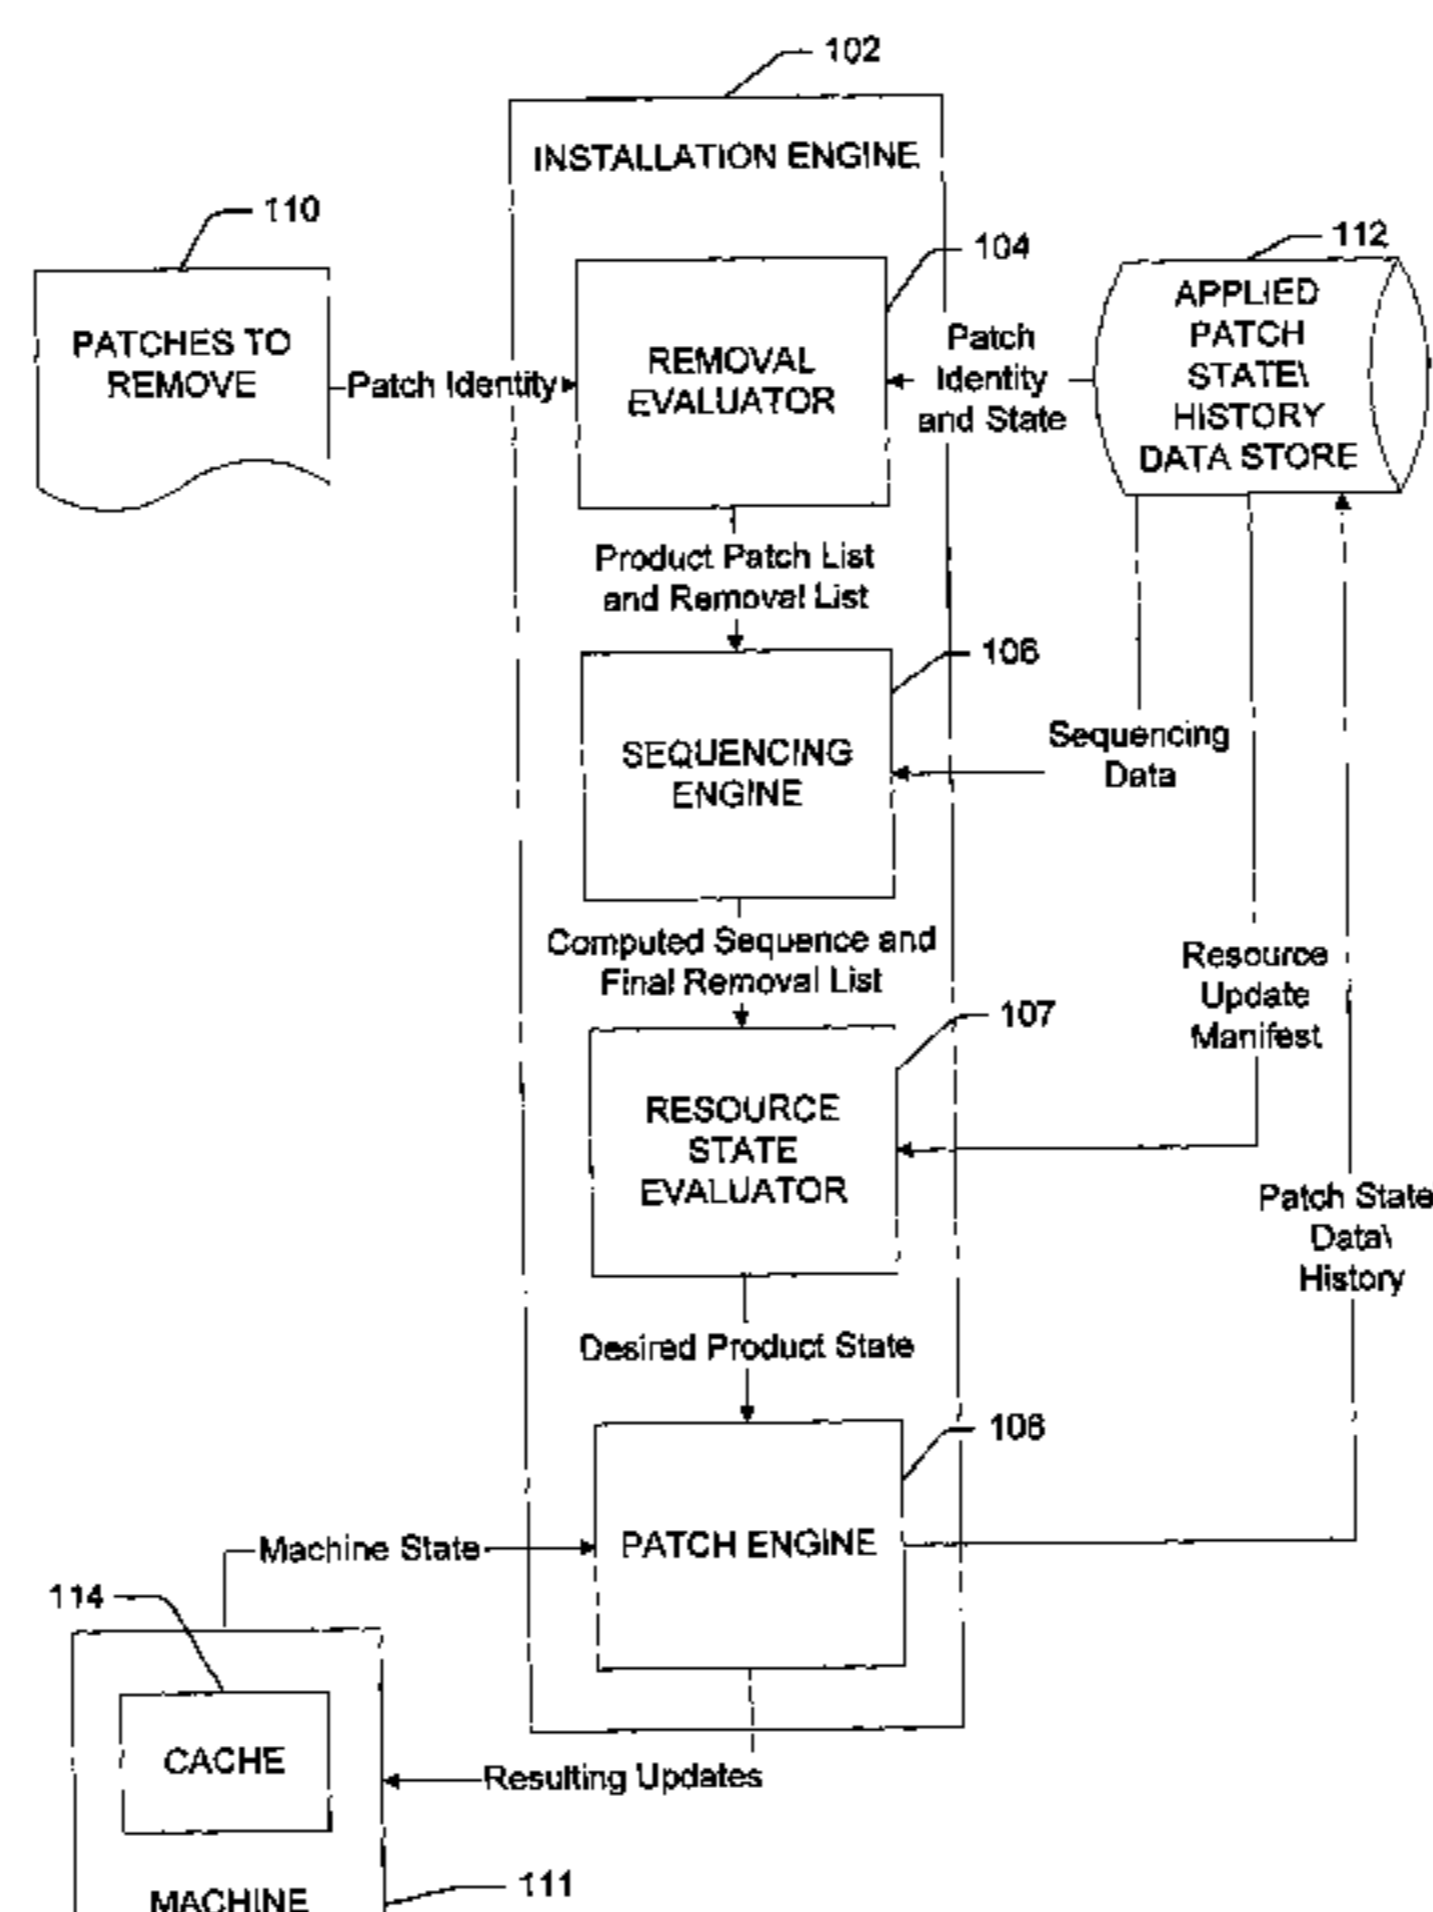 102
INSTALLATION ENGINE
110
104
112
PATCHES TO
REMOVE
Patch Identity
REMOVAL
EVALUATOR
Patch
Identity
and State
APPLIED
PATCH
STATE\
HISTORY
DATA STORE
Product Patch List
and Removal List
106
SEQUENCING
ENGINE
Sequencing
Data
Computed Sequence and
Final Removal List
Resource
Update
Manifest
107
RESOURCE
STATE
EVALUATOR
Patch State
Data\
History
Desired Product State
108
PATCH ENGINE
Machine State
114
CACHE
Resulting Updates
111
MACHINE